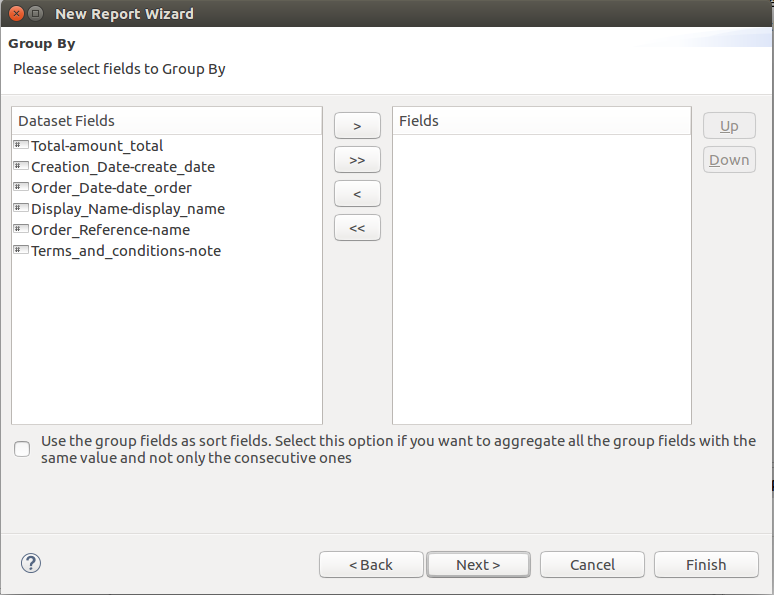 New Report Wizard
Group By
Please select fields to Group By
Dataset Fields
Total-amount_total
Creation_Date-create_date
Order_Date-date_order
Display_Name-display_name
Order_Reference-name
Terms_and_conditions-note
>
>>
<
<<
Fields
Up
Down
Use the group fields as sort fields. Select this option if you want to aggregate all the group fields with the
same value and not only the consecutive ones
?
< Back
Next >
Cancel
Finish